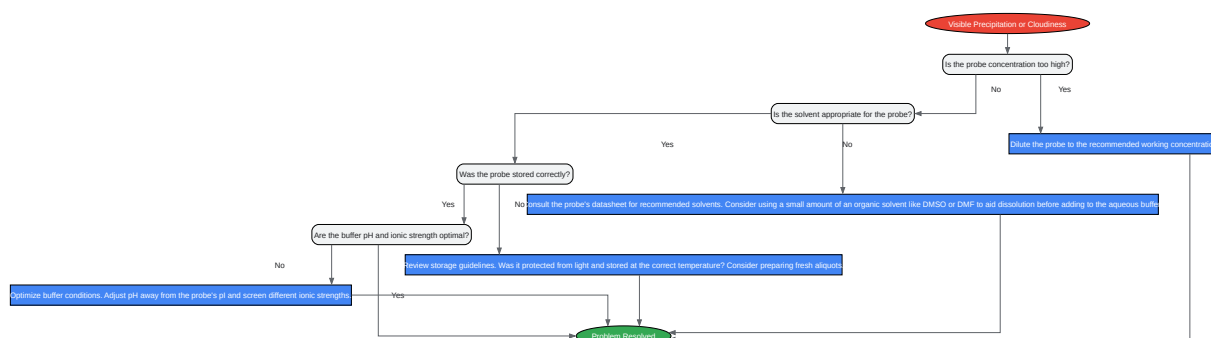 Visible Precipitation or Cloudiness
Is the probe concentration too high?
No
Yes
Is the solvent appropriate for the probe?
Dilute the probe to the recommended working concentratio
Yes
No
Was the probe stored correctly?
Yes
No
onsult the probe's datasheet for recommended solvents. Consider using a small amount of an organic solvent like DMSO or DMF to aid dissolution before adding to the aqueous buffe
Are the buffer pH and ionic strength optimal?
No
Review storage guidelines. Was it protected from light and stored at the correct temperature? Consider preparing fresh aliquots.
Optimize buffer conditions. Adjust pH away from the probe's pI and screen different ionic strengths.
Yes
Problem Resolved